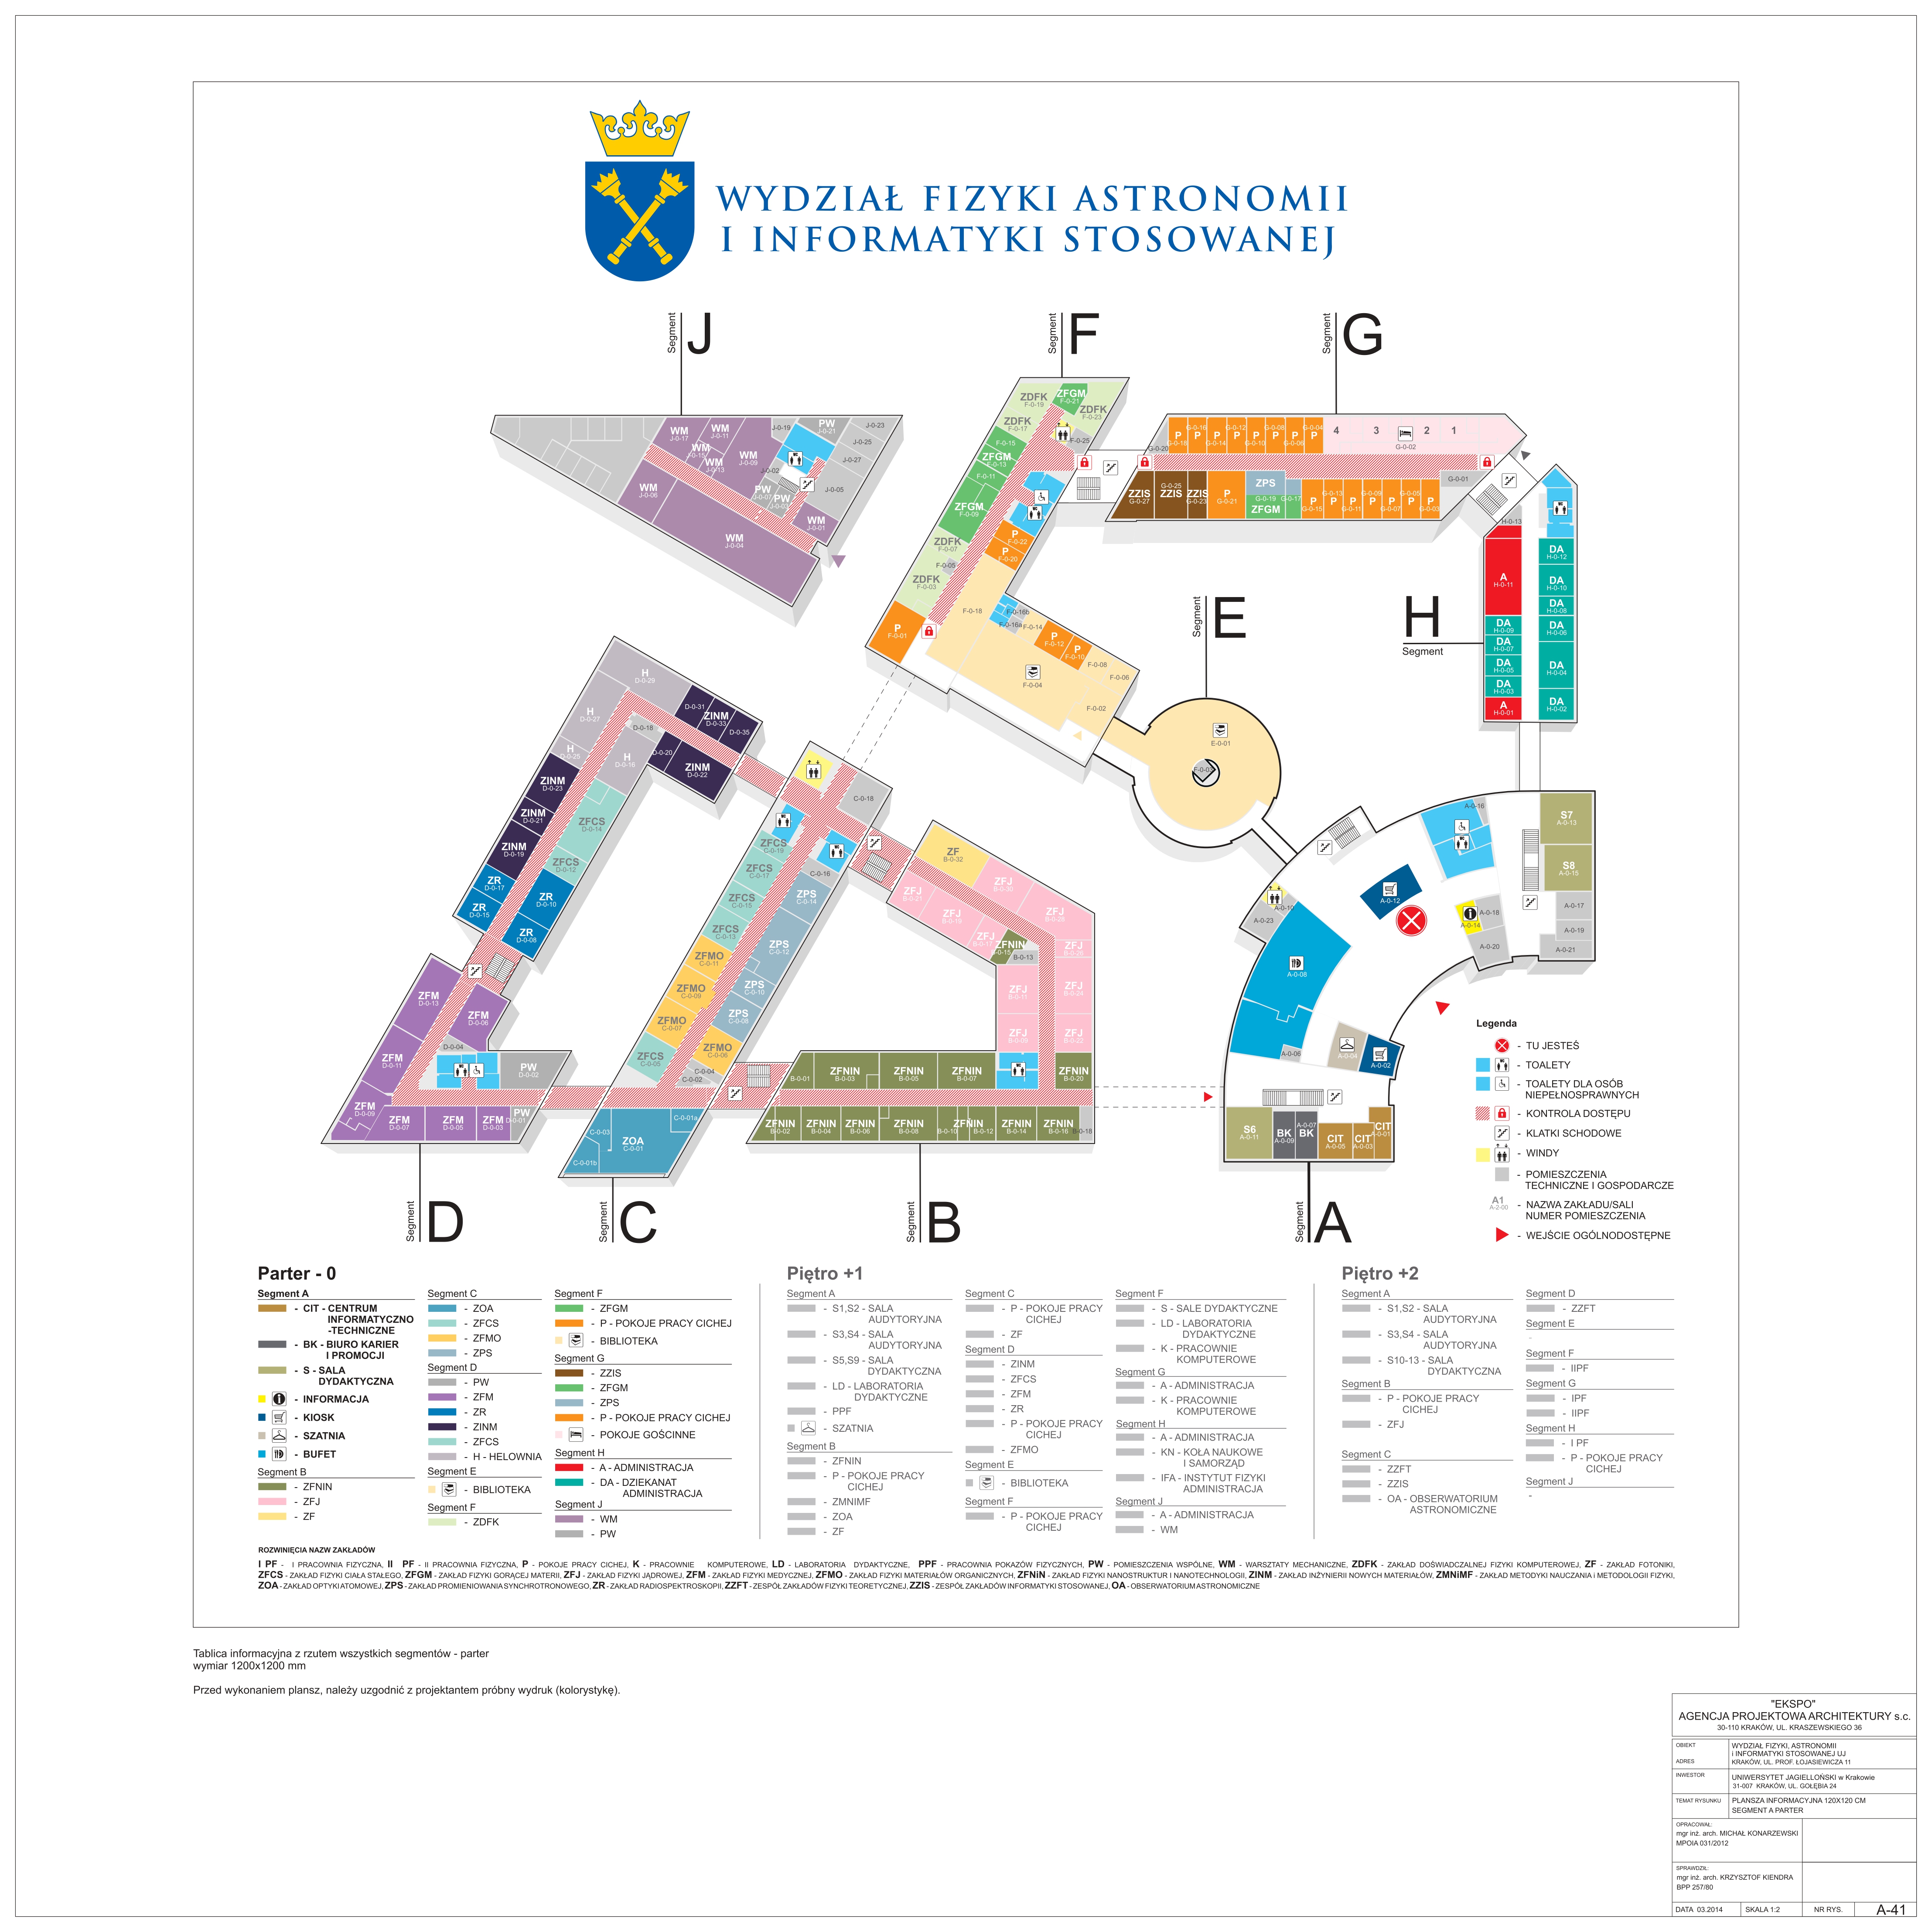 WYDZIAŁ FIZYKI ASTRONOMII
I INFORMATYKI STOSOWANEJ
Segment J
Segment F
Segment G
Segment E
H
Segment
Segment D
Segment C
Segment B
Segment A
WM
J-0-17
WM
J-0-11
WM
J-0-13
WM
J-0-09
J-0-19
PW
J-0-21
J-0-23
J-0-25
J-0-27
J-0-02
J-0-05
PW
J-0-07
PW
WM
J-0-01
WM
J-0-06
WM
J-0-04
ZDFK
F-0-19
ZFGM
F-0-21
ZDFK
F-0-23
ZDFK
F-0-17
F-0-25
F-0-15
ZFGM
F-0-13
F-0-11
ZFGM
F-0-09
ZDFK
F-0-07
F-0-05
ZDFK
F-0-03
P
F-0-01
P
F-0-22
P
F-0-20
F-0-18
F-0-16b
F-0-16a
F-0-14
P
F-0-12
P
F-0-10
F-0-08
F-0-06
F-0-04
F-0-02
G-0-20
P
G-0-18
G-0-16
P
P
G-0-14
G-0-12
P
P
G-0-10
G-0-08
P
P
G-0-06
G-0-04
P
4
3
2
1
G-0-02
ZZIS
G-0-27
G-0-25
ZZIS
ZZIS
G-0-23
P
G-0-21
ZPS
G-0-19
ZFGM
G-0-17
P
G-0-15
G-0-13
P
P
G-0-11
G-0-09
P
P
G-0-07
G-0-05
P
P
G-0-03
G-0-01
H-0-13
A
H-0-11
DA
H-0-09
DA
H-0-07
DA
H-0-05
DA
H-0-03
A
H-0-01
DA
H-0-12
DA
H-0-10
DA
H-0-08
DA
H-0-06
DA
H-0-04
DA
H-0-02
E-0-01
H
D-0-29
H
D-0-27
H
D-0-25
D-0-18
H
D-0-16
D-0-31
ZINM
D-0-33
D-0-35
D-0-20
ZINM
D-0-22
ZINM
D-0-23
ZINM
D-0-21
ZINM
D-0-19
ZFCS
D-0-14
ZFCS
D-0-12
ZR
D-0-17
ZR
D-0-15
ZR
D-0-10
ZR
D-0-08
ZFM
D-0-13
ZFM
D-0-06
D-0-04
ZFM
D-0-11
PW
D-0-02
ZFM
D-0-09
ZFM
D-0-07
ZFM
D-0-05
ZFM
D-0-03
PW
D-0-01
C-0-18
ZFCS
C-0-19
ZFCS
C-0-17
ZFCS
C-0-15
ZFCS
C-0-13
C-0-16
ZPS
C-0-14
ZPS
C-0-12
ZFMO
C-0-11
ZFMO
C-0-09
ZFMO
C-0-07
ZPS
C-0-10
ZPS
C-0-08
ZFMO
C-0-06
ZFCS
C-0-05
C-0-04
C-0-02
C-0-03
C-0-01a
ZOA
C-0-01
C-0-01b
ZF
B-0-32
ZFJ
B-0-21
ZFJ
B-0-30
ZFJ
B-0-19
ZFJ
B-0-28
ZFJ
B-0-17
ZFNIN
B-0-15
B-0-13
ZFJ
B-0-26
ZFJ
B-0-11
ZFJ
B-0-24
ZFJ
B-0-09
ZFJ
B-0-22
B-0-01
ZFNIN
B-0-03
ZFNIN
B-0-05
ZFNIN
B-0-07
ZFNIN
B-0-20
ZFNIN
B-0-02
ZFNIN
B-0-04
ZFNIN
B-0-06
ZFNIN
B-0-08
B-0-10
ZFNIN
B-0-12
ZFNIN
B-0-14
ZFNIN
B-0-16
B-0-18
A-0-16
S7
A-0-13
S8
A-0-15
A-0-12
A-0-10
A-0-23
A-0-14
A-0-18
A-0-17
A-0-19
A-0-20
A-0-21
A-0-08
A-0-06
A-0-04
A-0-02
S6
A-0-11
BK
A-0-09
A-0-07
BK
CIT
A-0-05
CIT
A-0-03
CIT
A-0-01
Legenda
- TU JESTEŚ
- TOALETY
- TOALETY DLA OSÓB
NIEPEŁNOSPRAWNYCH
- KONTROLA DOSTĘPU
- KLATKI SCHODOWE
- WINDY
- POMIESZCZENIA
TECHNICZNE I GOSPODARCZE
A1
A-2-00
- NAZWA ZAKŁADU/SALI
NUMER POMIESZCZENIA
- WEJŚCIE OGÓLNODOSTĘPNE
Parter - 0
Segment A
- CIT - CENTRUM
INFORMATYCZNO
-TECHNICZNE
- BK - BIURO KARIER
I PROMOCJI
- S - SALA
DYDAKTYCZNA
- INFORMACJA
- KIOSK
- SZATNIA
- BUFET
Segment B
- ZFNIN
- ZFJ
- ZF
Segment C
- ZOA
- ZFCS
- ZFMO
- ZPS
Segment D
- PW
- ZFM
- ZR
- ZINM
- ZFCS
- H - HELOWNIA
Segment E
- BIBLIOTEKA
Segment F
- ZDFK
Segment F
- ZFGM
- P - POKOJE PRACY CICHEJ
- BIBLIOTEKA
Segment G
- ZZIS
- ZFGM
- ZPS
- P - POKOJE PRACY CICHEJ
- POKOJE GOŚCINNE
Segment H
- A - ADMINISTRACJA
- DA - DZIEKANAT
ADMINISTRACJA
Segment J
- WM
- PW
Piętro +1
Segment A
- S1,S2 - SALA
AUDYTORYJNA
- S3,S4 - SALA
AUDYTORYJNA
- S5,S9 - SALA
DYDAKTYCZNA
- LD - LABORATORIA
DYDAKTYCZNE
- PPF
- SZATNIA
Segment B
- ZFNIN
- P - POKOJE PRACY
CICHEJ
- ZMNIMF
- ZOA
- ZF
Segment C
- P - POKOJE PRACY
CICHEJ
- ZF
Segment D
- ZINM
- ZFCS
- ZFM
- ZR
- P - POKOJE PRACY
CICHEJ
- ZFMO
Segment E
- BIBLIOTEKA
Segment F
- P - POKOJE PRACY
CICHEJ
Segment F
- S - SALE DYDAKTYCZNE
- LD - LABORATORIA
DYDAKTYCZNE
- K - PRACOWNIE
KOMPUTEROWE
Segment G
- A - ADMINISTRACJA
- K - PRACOWNIE
KOMPUTEROWE
Segment H
- A - ADMINISTRACJA
- KN - KOŁA NAUKOWE
I SAMORZĄD
- IFA - INSTYTUT FIZYKI
ADMINISTRACJA
Segment J
- A - ADMINISTRACJA
- WM
Piętro +2
Segment A
- S1,S2 - SALA
AUDYTORYJNA
- S3,S4 - SALA
AUDYTORYJNA
- S10-13 - SALA
DYDAKTYCZNA
Segment B
- P - POKOJE PRACY
CICHEJ
- ZFJ
Segment C
- ZZFT
- ZZIS
- OA - OBSERWATORIUM
ASTRONOMICZNE
Segment D
- ZZFT
Segment E
-
Segment F
- IIPF
Segment G
- IPF
- IIPF
Segment H
- I PF
- P - POKOJE PRACY
CICHEJ
Segment J
-
ROZWINIĘCIA NAZW ZAKŁADÓW
I PF - I PRACOWNIA FIZYCZNA, II PF - II PRACOWNIA FIZYCZNA, P - POKOJE PRACY CICHEJ, K - PRACOWNIE KOMPUTEROWE, LD - LABORATORIA DYDAKTYCZNE, PPF - PRACOWNIA POKAZÓW FIZYCZNYCH, PW - POMIESZCZENIA WSPÓLNE, WM - WARSZTATY MECHANICZNE, ZDFK - ZAKŁAD DOŚWIADCZALNEJ FIZYKI KOMPUTEROWEJ, ZF - ZAKŁAD FOTONIKI,
ZFCS - ZAKŁAD FIZYKI CIAŁA STAŁEGO, ZFGM - ZAKŁAD FIZYKI GORĄCEJ MATERII, ZFJ - ZAKŁAD FIZYKI JĄDROWEJ, ZFM - ZAKŁAD FIZYKI MEDYCZNEJ, ZFMO - ZAKŁAD FIZYKI MATERIAŁÓW ORGANICZNYCH, ZFNiN - ZAKŁAD FIZYKI NANOSTRUKTUR I NANOTECHNOLOGII, ZINM - ZAKŁAD INŻYNIERII NOWYCH MATERIAŁÓW, ZMNiMF - ZAKŁAD METODYKI NAUCZANIA i METODOLOGII FIZYKI,
ZOA - ZAKŁAD OPTYKI ATOMOWEJ, ZPS - ZAKŁAD PROMIENIOWANIA SYNCHROTRONOWEGO, ZR - ZAKŁAD RADIOSPEKTROSKOPII, ZZFT - ZESPÓŁ ZAKŁADÓW FIZYKI TEORETYCZNEJ, ZZIS - ZESPÓŁ ZAKŁADÓW INFORMATYKI STOSOWANEJ, OA - OBSERWATORIUM ASTRONOMICZNE
Tablica informacyjna z rzutem wszystkich segmentów - parter
wymiar 1200x1200 mm
Przed wykonaniem plansz, należy uzgodnić z projektantem próbny wydruk (kolorystykę).
"EKSPO"
AGENCJA PROJEKTOWA ARCHITEKTURY s.c.
30-110 KRAKÓW, UL. KRASZEWSKIEGO 36
OBIEKT
WYDZIAŁ FIZYKI, ASTRONOMII
i INFORMATYKI STOSOWANEJ UJ
ADRES
KRAKÓW, UL. PROF. ŁOJASIEWICZA 11
INWESTOR
UNIWERSYTET JAGIELLOŃSKI w Krakowie
31-007 KRAKÓW, UL. GOŁĘBIA 24
TEMAT RYSUNKU
PLANSZA INFORMACYJNA 120X120 CM
SEGMENT A PARTER
OPRACOWAŁ:
mgr inż. arch. MICHAŁ KONARZEWSKI
MPOIA 031/2012
SPRAWDZIŁ:
mgr inż. arch. KRZYSZTOF KIENDRA
BPP 257/80
DATA 03.2014
SKALA 1:2
NR RYS.
A-41